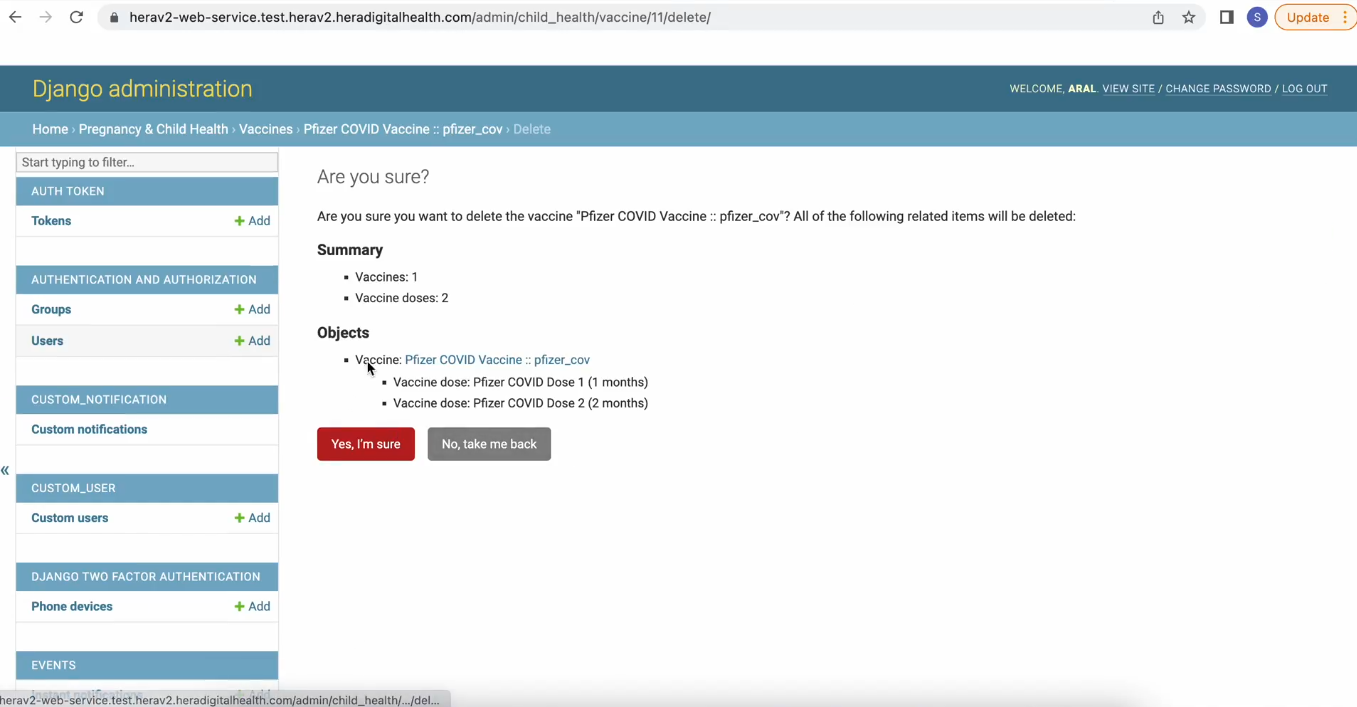 herav2-web-service.test.herav2.heradigitalhealth.com/admin/child_health/vaccine/11/delete/
S
Update
Django administration
WELCOME, ARAL. VIEW SITE / CHANGE PASSWORD / LOG OUT
Home › Pregnancy & Child Health › Vaccines › Pfizer COVID Vaccine :: pfizer_cov › Delete
Start typing to filter...
AUTH TOKEN
Tokens + Add
AUTHENTICATION AND AUTHORIZATION
Groups + Add
Users + Add
CUSTOM_NOTIFICATION
Custom notifications
CUSTOM_USER
Custom users + Add
DJANGO TWO FACTOR AUTHENTICATION
Phone devices + Add
EVENTS
Instant notifications + Add
«
Are you sure?
Are you sure you want to delete the vaccine "Pfizer COVID Vaccine :: pfizer_cov"? All of the following related items will be deleted:
Summary
Vaccines: 1
Vaccine doses: 2
Objects
Vaccine: Pfizer COVID Vaccine :: pfizer_cov
Vaccine dose: Pfizer COVID Dose 1 (1 months)
Vaccine dose: Pfizer COVID Dose 2 (2 months)
Yes, I'm sure
No, take me back
herav2-web-service.test.herav2.heradigitalhealth.com/admin/child_health/.../del...